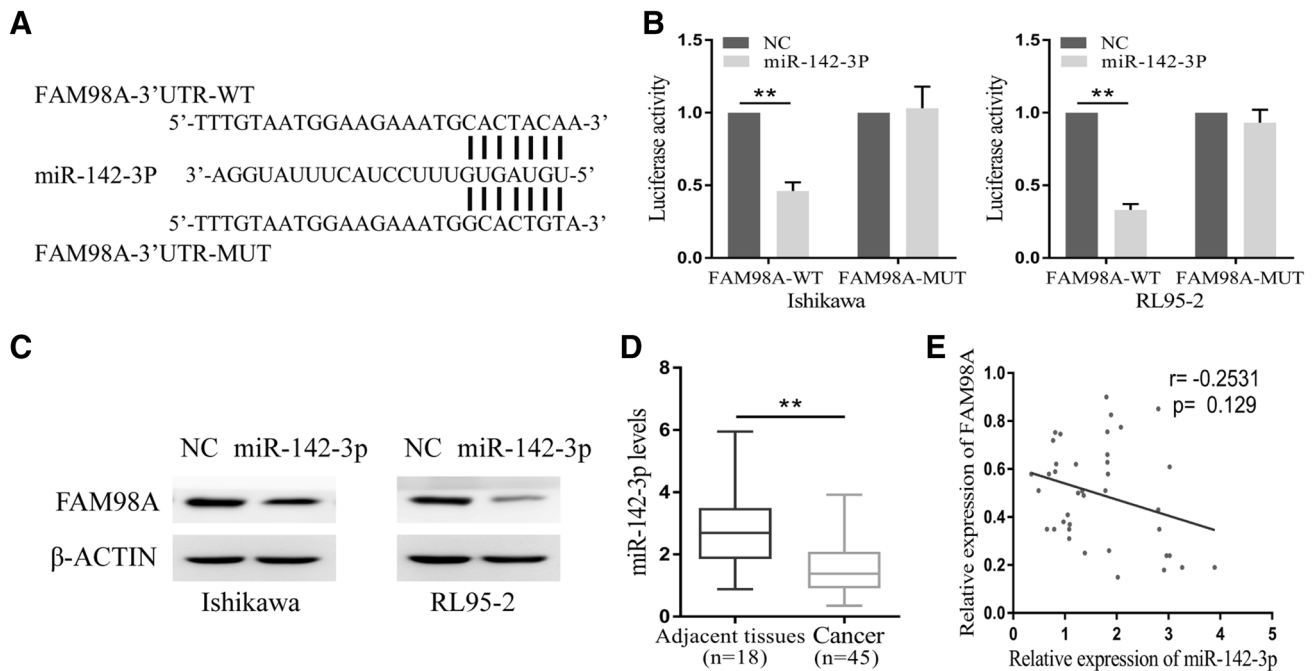 A
FAM98A-3'UTR-WT
5'-TTTGTAATGGAAGAAATGCACTACAA-3'
miR-142-3P
3'-AGGUAUUUCAUCCUUUGUGAUGU-5'
5'-TTTGTAATGGAAGAAATGGCACTGTA-3'
FAM98A-3'UTR-MUT
B
Luciferase activity
1.5
1.0
0.5
0.0
NC
miR-142-3P
**
FAM98A-WT FAM98A-MUT
Ishikawa
Luciferase activity
1.5
1.0
0.5
0.0
NC
miR-142-3P
**
FAM98A-WT FAM98A-MUT
RL95-2
C
NC miR-142-3p NC miR-142-3p
FAM98A
β-ACTIN
Ishikawa RL95-2
D
miR-142-3p levels
8
6
4
2
0
**
Adjacent tissues Cancer
(n=18) (n=45)
E
Relative expression of FAM98A
1.0
0.8
0.6
0.4
0.2
0.0
r= -0.2531
p= 0.129
0 1 2 3 4 5
Relative expression of miR-142-3p